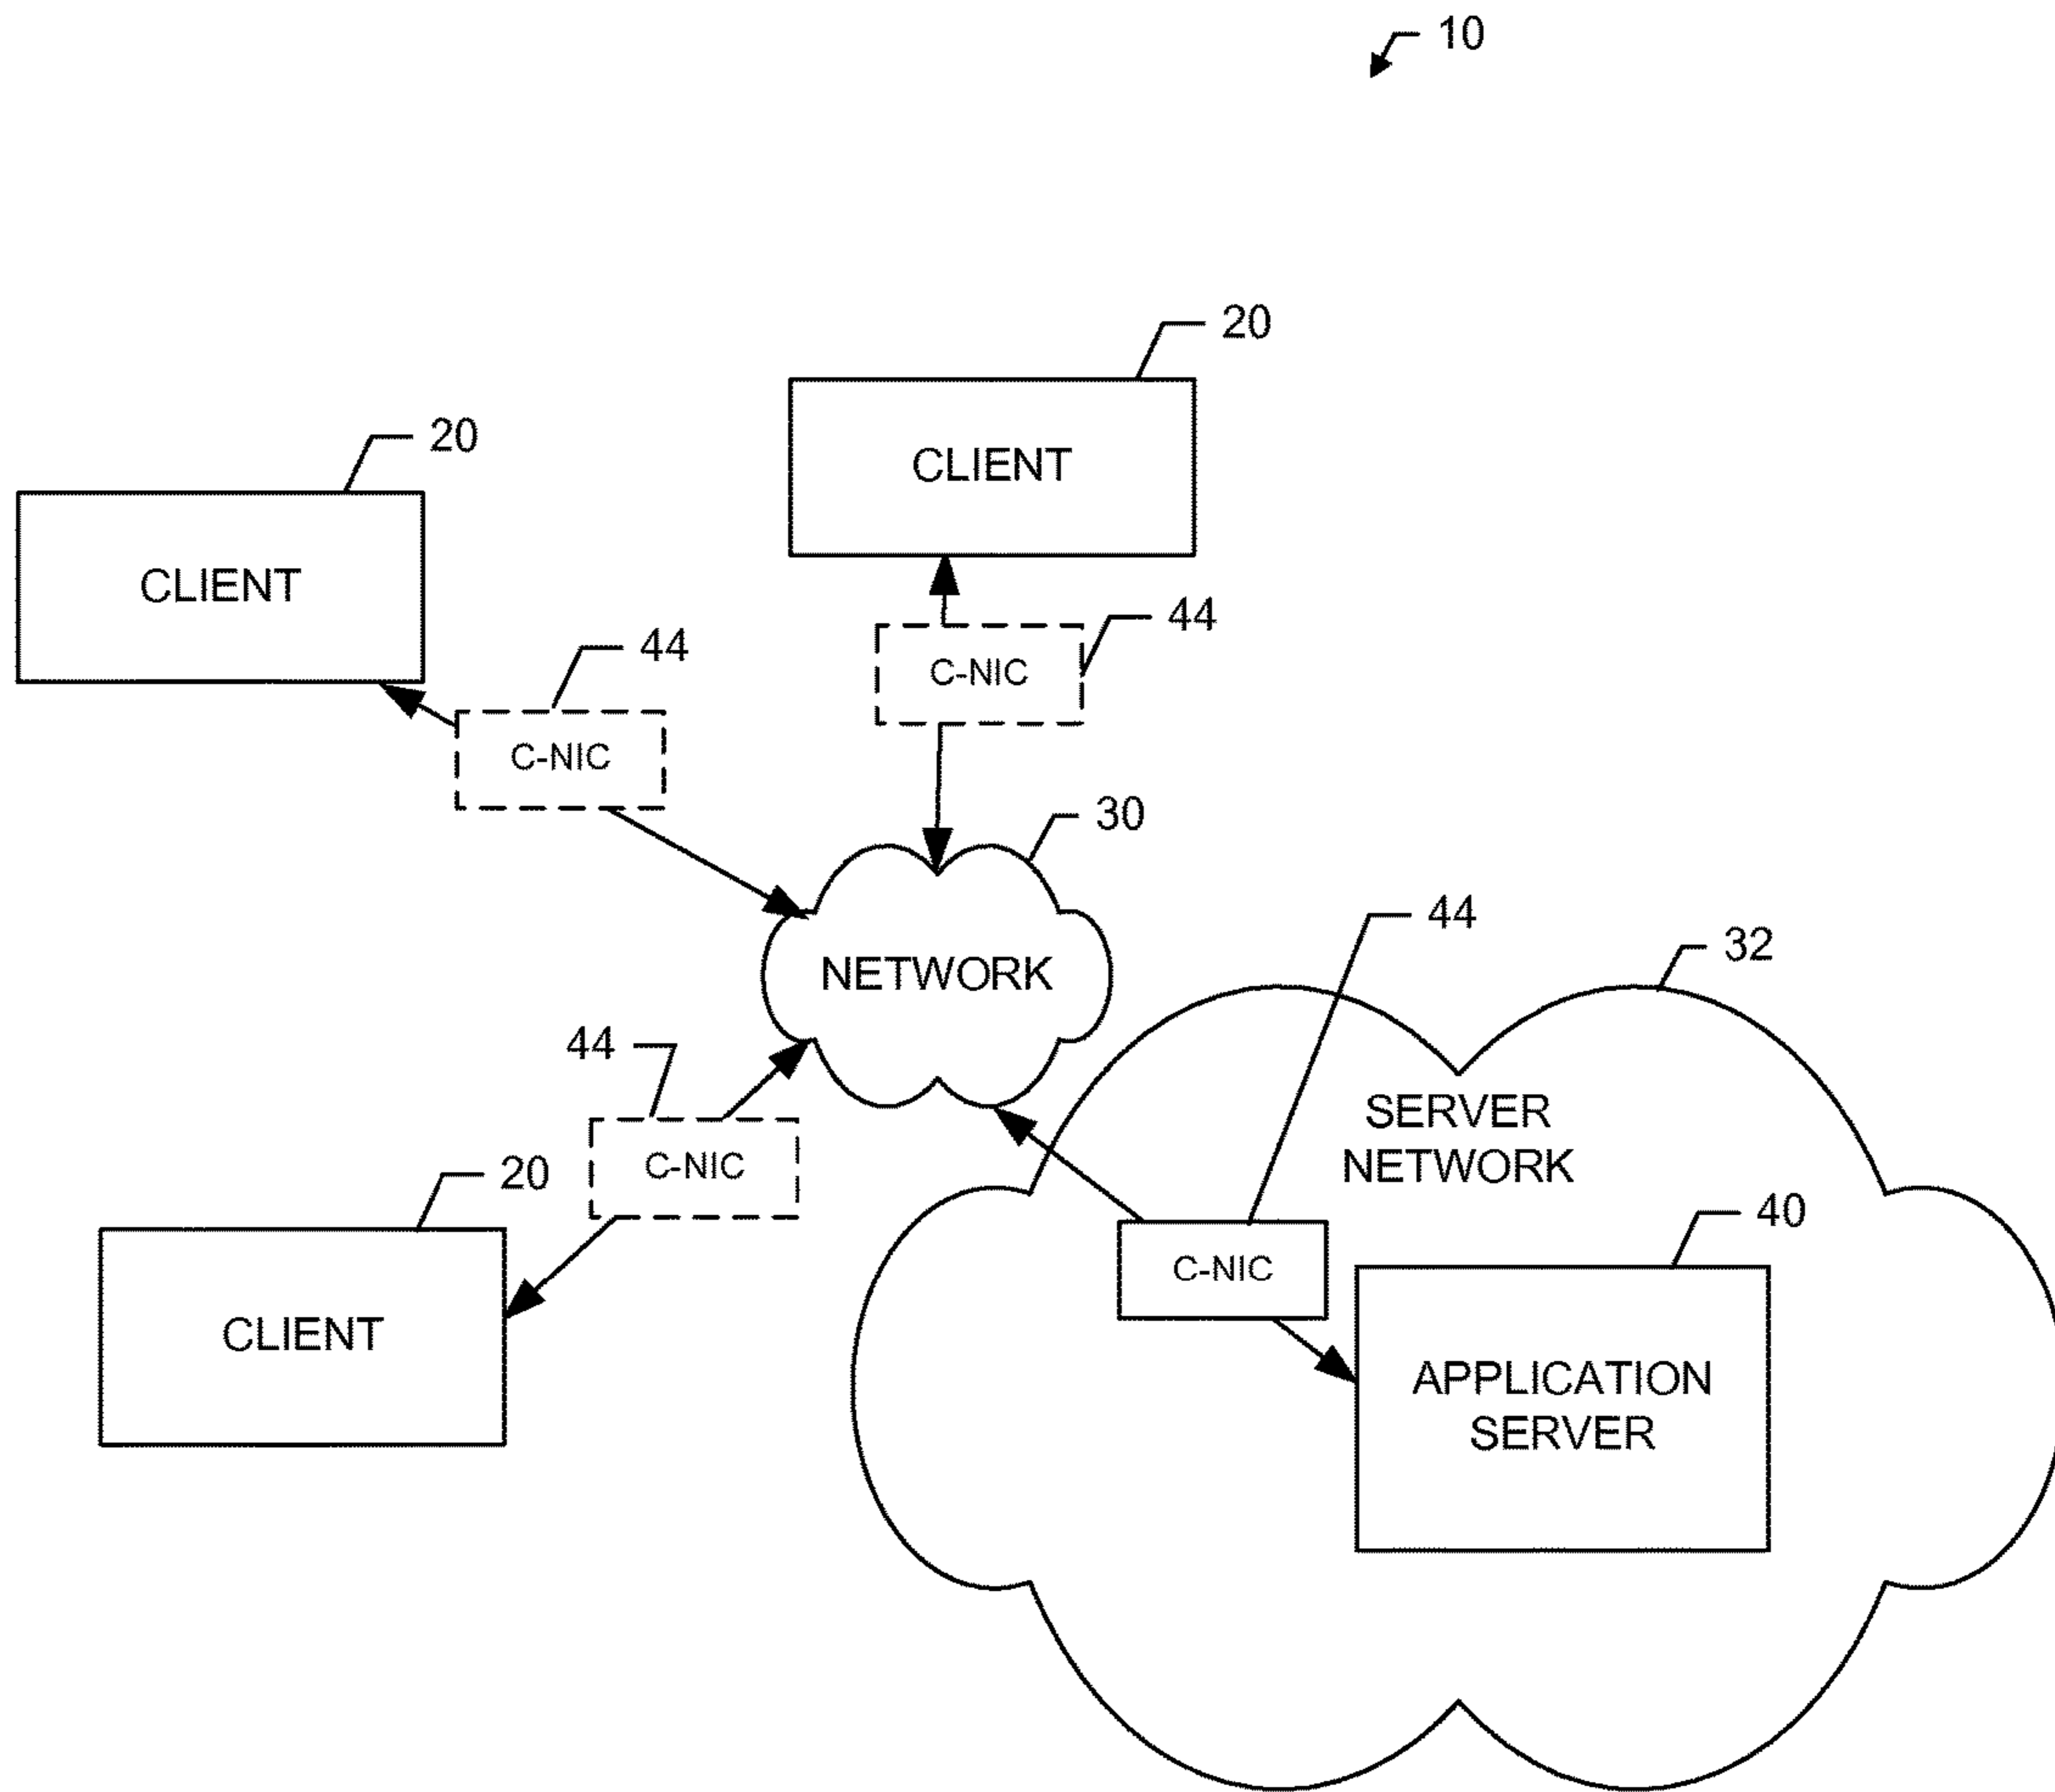 10
20
CLIENT
20
CLIENT
44
C-NIC
44
C-NIC
30
NETWORK
44
32
SERVER
NETWORK
44
C-NIC
20
CLIENT
C-NIC
40
APPLICATION
SERVER